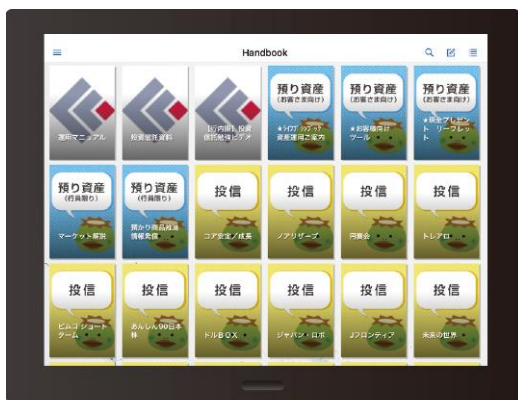 Handbook
運用マニュアル
投資信託資料
【行内限】投資
信託勉強ビデオ
預り資産
(お客さま向け)
資産運用ご案内
預り資産
(お客さま向け)
★お客様向け
ツール
預り資産
(お客さま向け)
ト リーフレッ
ト
預り資産
(行員限り)
マーケット解説
預り資産
(行員限り)
預かり商品推進
情報発信
投信
コア安定/成長
投信
ノアリザーブ
投信
円奏会
投信
トレアロ
投信
ピムコ ショート
ターム
投信
あんしん90日本
株
投信
ドルBOX
投信
ジャパン・ロボ
投信
Jフロンティア
投信
未来の世界